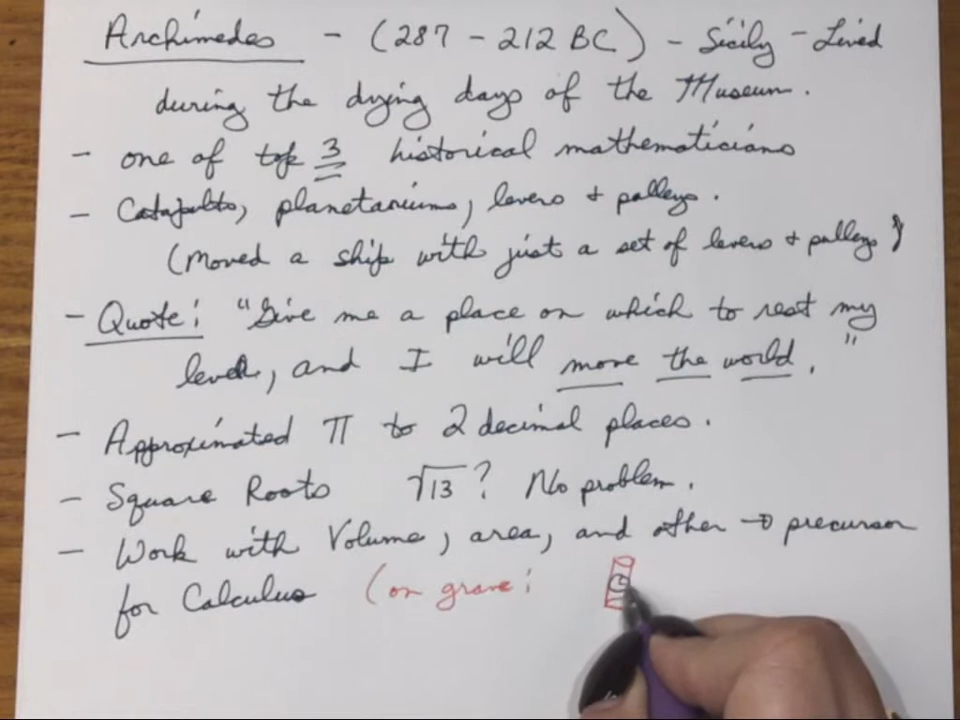 Archimedes - (287 - 212 BC) - Sicily - Lived
during the dying days of the Museum.
- one of top 3 historical mathematicians
- Catapults, planetariums, levers + pulleys.
(Moved a ship with just a set of levers + pulleys)
- Quote: "Give me a place on which to rest my
lever, and I will move the world."
- Approximated π to 2 decimal places.
- Square Roots √13? No problem.
- Work with Volume, area, and other → precursor
for Calculus (on grave: